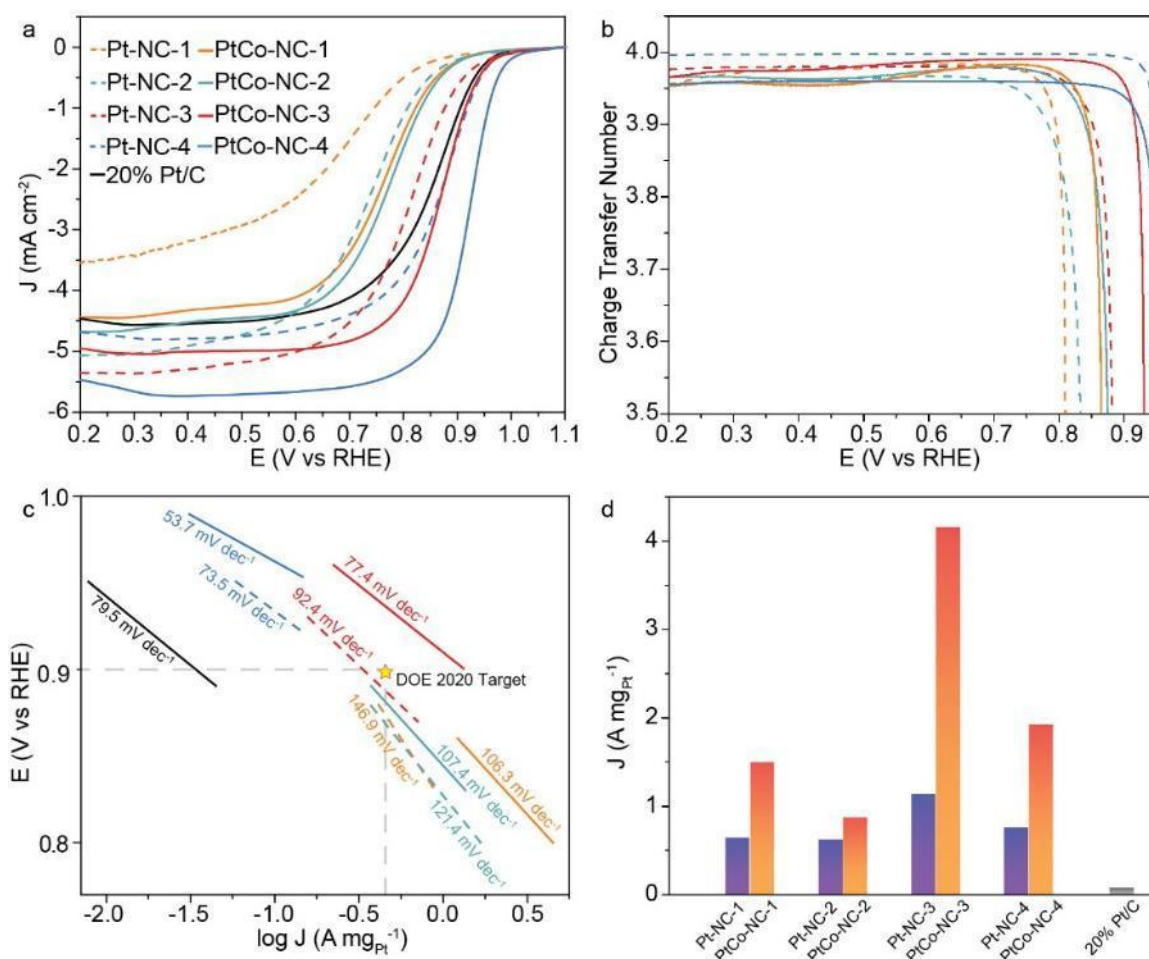 a
Pt-NC-1 PtCo-NC-1
Pt-NC-2 PtCo-NC-2
Pt-NC-3 PtCo-NC-3
Pt-NC-4 PtCo-NC-4
20% Pt/C
0
-1
-2
-3
-4
-5
-6
J (mA cm⁻²)
0.2 0.3 0.4 0.5 0.6 0.7 0.8 0.9 1.0 1.1
E (V vs RHE)
b
4.0
3.9
3.8
3.7
3.6
3.5
Charge Transfer Number
0.2 0.3 0.4 0.5 0.6 0.7 0.8 0.9
E (V vs RHE)
c
1.0
0.9
0.8
E (V vs RHE)
53.7 mV dec⁻¹
73.5 mV dec⁻¹
79.5 mV dec⁻¹
92.4 mV dec⁻¹
77.4 mV dec⁻¹
DOE 2020 Target
146.9 mV dec⁻¹
107.4 mV dec⁻¹
121.4 mV dec⁻¹
106.3 mV dec⁻¹
-2.0 -1.5 -1.0 -0.5 0.0 0.5
log J (A mg_Pt⁻¹)
d
4
3
2
1
0
J (A mg_Pt⁻¹)
Pt-NC-1
PtCo-NC-1
Pt-NC-2
PtCo-NC-2
Pt-NC-3
PtCo-NC-3
Pt-NC-4
PtCo-NC-4
20% Pt/C